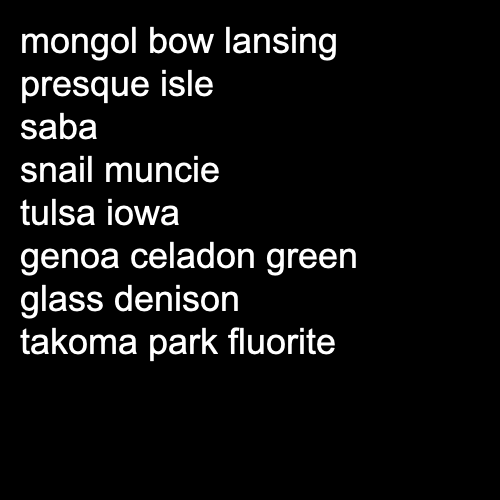 mongol bow lansing
presque isle
saba
snail muncie
tulsa iowa
genoa celadon green
glass denison
takoma park fluorite